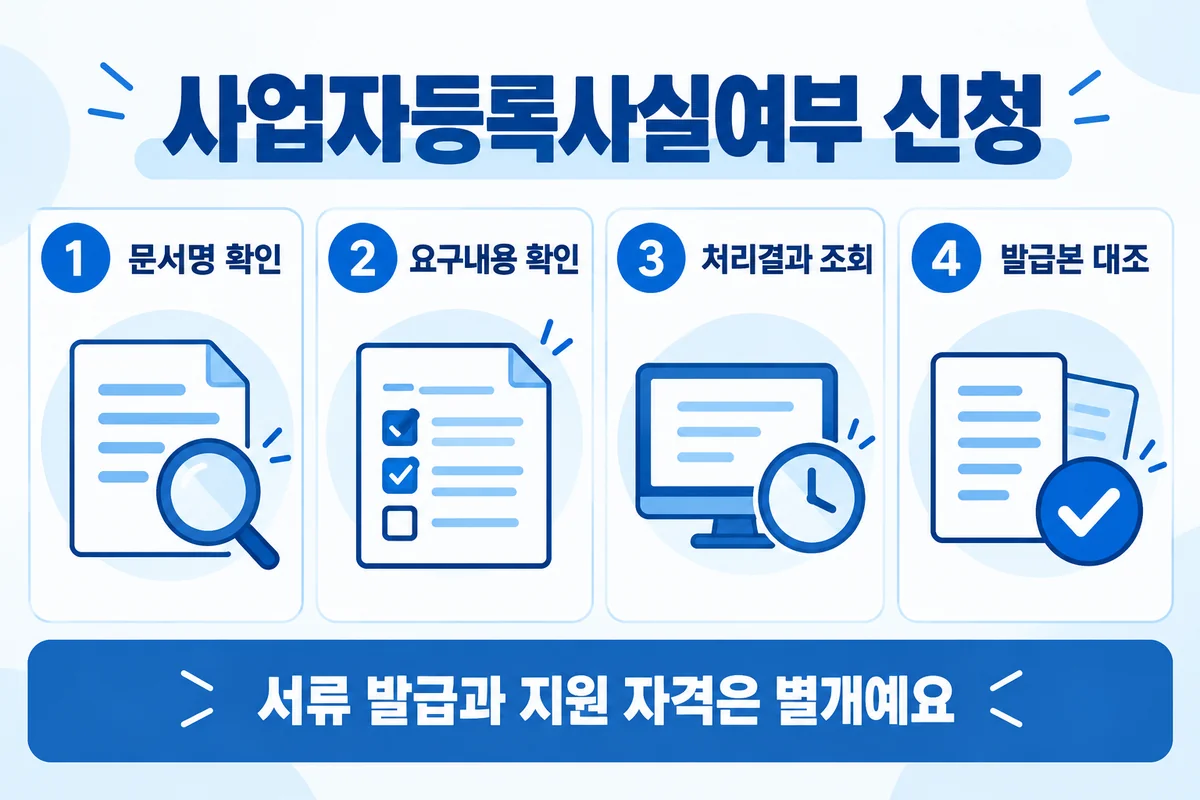 사업자등록사실여부 신청
1 문서명 확인
2 요구내용 확인
3 처리결과 조회
4 발급본 대조
서류 발급과 지원 자격은 별개예요